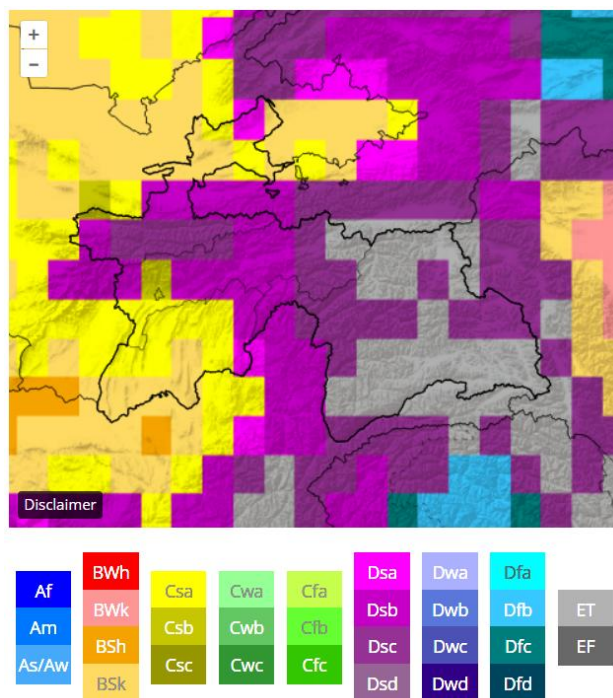 +
−
Disclaimer
Af
Am
As/Aw
BWh
BWk
BSh
BSk
Csa
Csb
Csc
Cwa
Cwb
Cwc
Cfa
Cfb
Cfc
Dsa
Dsb
Dsc
Dsd
Dwa
Dwb
Dwc
Dwd
Dfa
Dfb
Dfc
Dfd
ET
EF